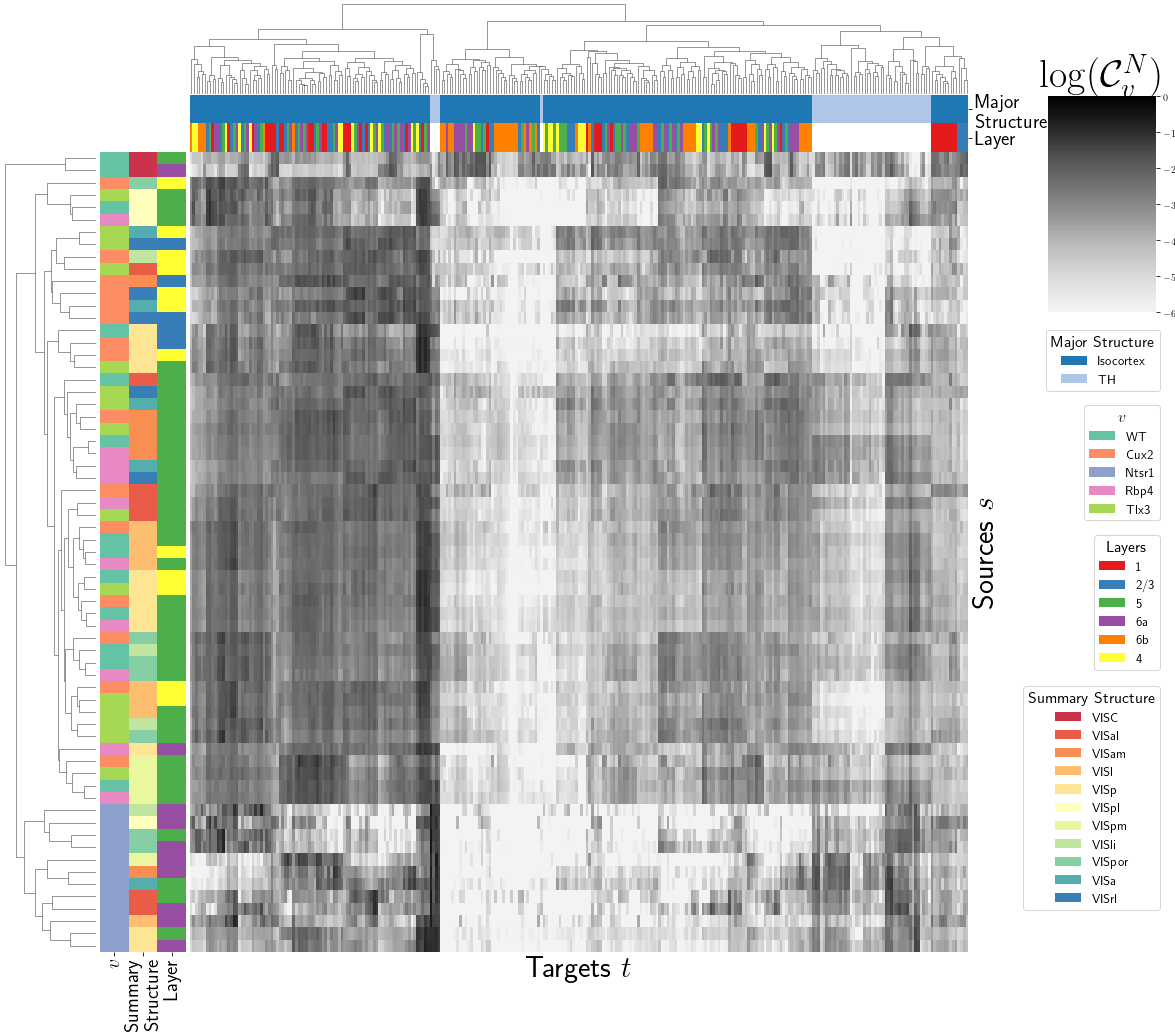 log(𝒞ᵥᴺ)
0
−1
−2
−3
−4
−5
−6
Major
Structure
Layer
Major Structure
Isocortex
TH
v
WT
Cux2
Ntsr1
Rbp4
Tlx3
Layers
1
2/3
5
6a
6b
4
Sources s
Summary Structure
VISC
VISal
VISam
VISl
VISp
VISpl
VISpm
VISli
VISpor
VISa
VISrl
v
Summary
Structure
Layer
Targets t